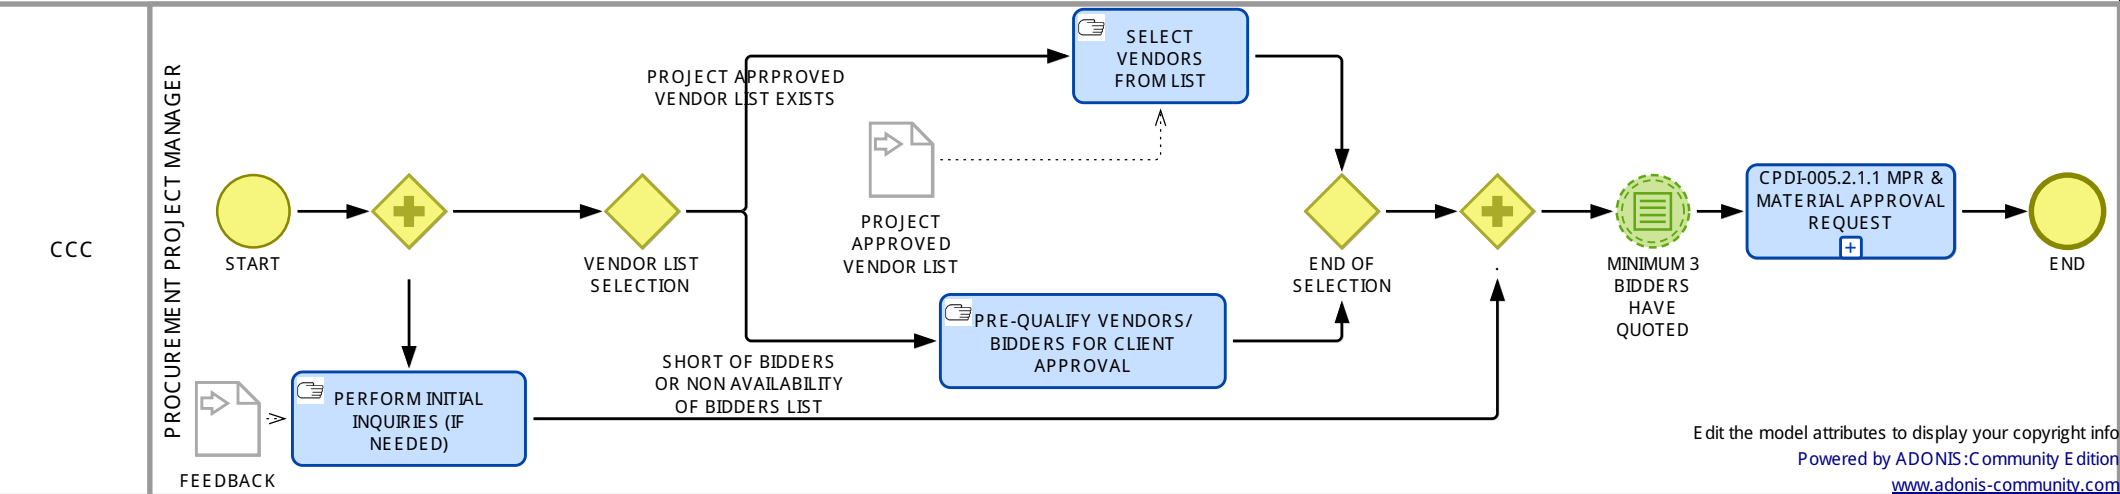 CCC
PROCUREMENT PROJECT MANAGER
START
VENDOR LIST
SELECTION
PROJECT APRPROVED
VENDOR LIST EXISTS
SELECT
VENDORS
FROM LIST
PROJECT
APPROVED
VENDOR LIST
SHORT OF BIDDERS
OR NON AVAILABILITY
OF BIDDERS LIST
PRE-QUALIFY VENDORS/
BIDDERS FOR CLIENT
APPROVAL
PERFORM INITIAL
INQUIRIES (IF
NEEDED)
FEEDBACK
END OF
SELECTION
.
MINIMUM 3
BIDDERS
HAVE
QUOTED
CPDI-005.2.1.1 MPR &
MATERIAL APPROVAL
REQUEST
END
Edit the model attributes to display your copyright info
Powered by ADONIS:Community Edition
www.adonis-community.com